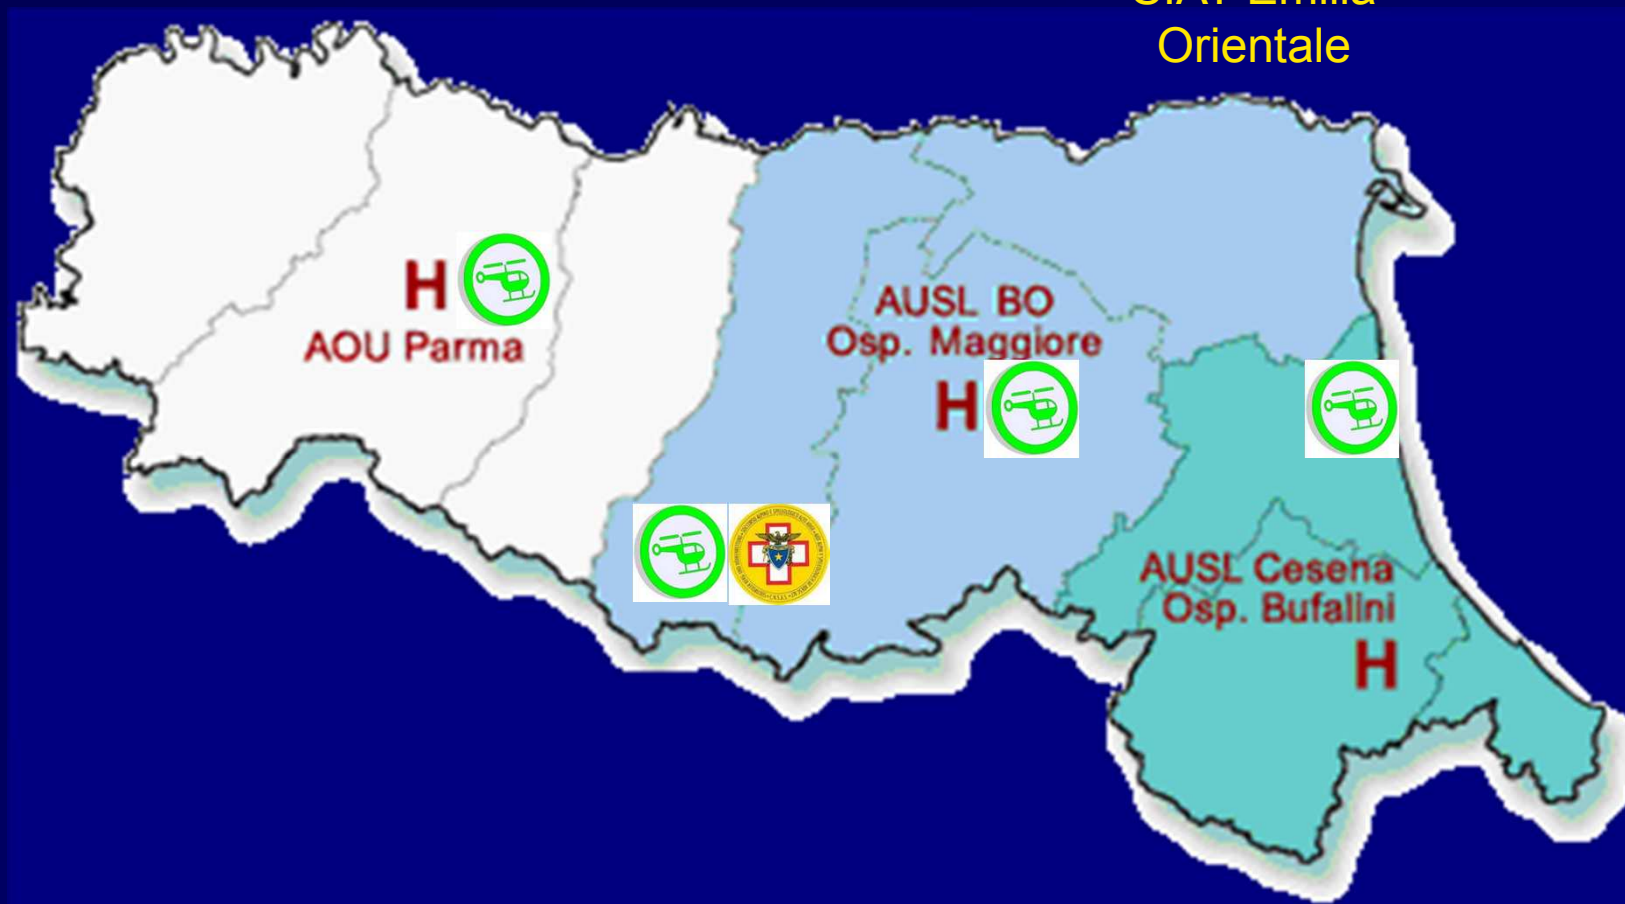 Orientale
H
AOU Parma
AUSL BO
Osp. Maggiore
H
AUSL Cesena
Osp. Bufalini
H